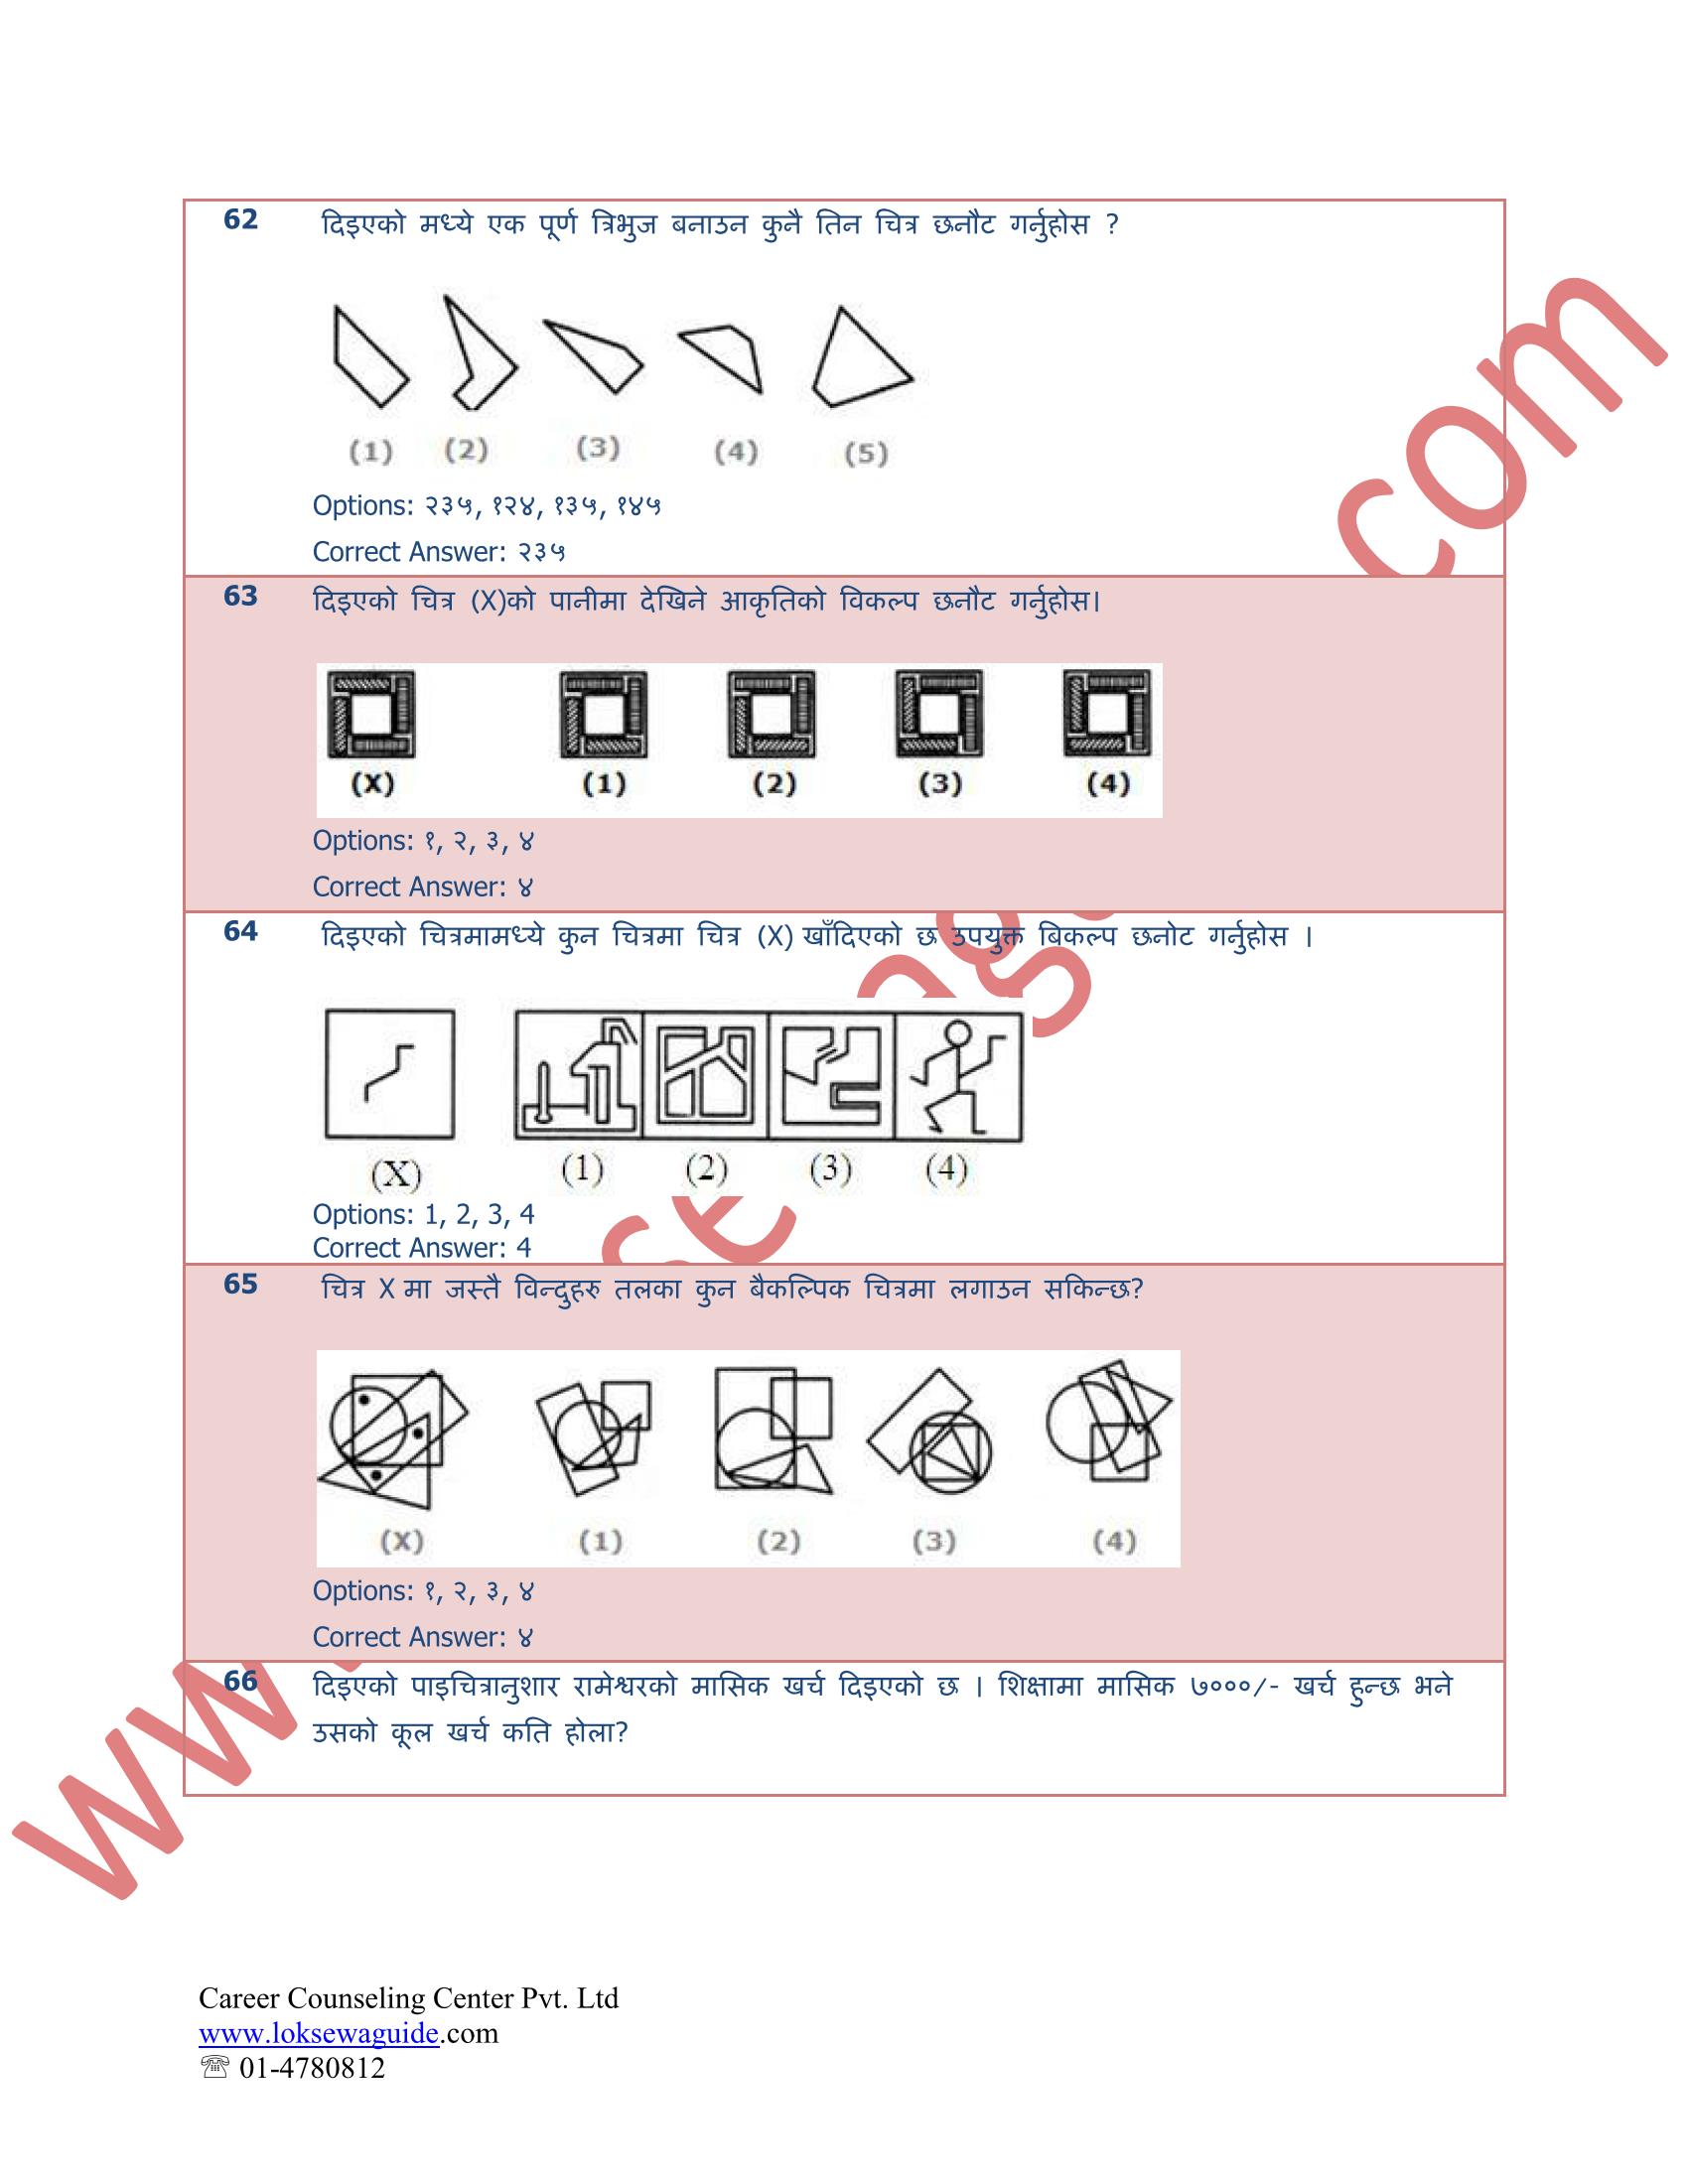 62 दिइएको मध्ये एक पूर्ण त्रिभुज बनाउन कुनै तिन चित्र छनौट गर्नुहोस ?
(1) (2) (3) (4) (5)
Options: २३५, १२४, १३५, १४५
Correct Answer: २३५
63 दिइएको चित्र (X)को पानीमा देखिने आकृतिको विकल्प छनौट गर्नुहोस।
(X) (1) (2) (3) (4)
Options: १, २, ३, ४
Correct Answer: ४
64 दिइएको चित्रमामध्ये कुन चित्रमा चित्र (X) खाँदिएको छ उपयुक्त बिकल्प छनोट गर्नुहोस ।
(X) (1) (2) (3) (4)
Options: 1, 2, 3, 4
Correct Answer: 4
65 चित्र X मा जस्तै विन्दुहरु तलका कुन बैकल्पिक चित्रमा लगाउन सकिन्छ?
(X) (1) (2) (3) (4)
Options: १, २, ३, ४
Correct Answer: ४
66 दिइएको पाइचित्रानुशार रामेश्वरको मासिक खर्च दिइएको छ । शिक्षामा मासिक ७०००/- खर्च हुन्छ भने
उसको कूल खर्च कति होला?
Career Counseling Center Pvt. Ltd
www.loksewaguide.com
☏ 01-4780812